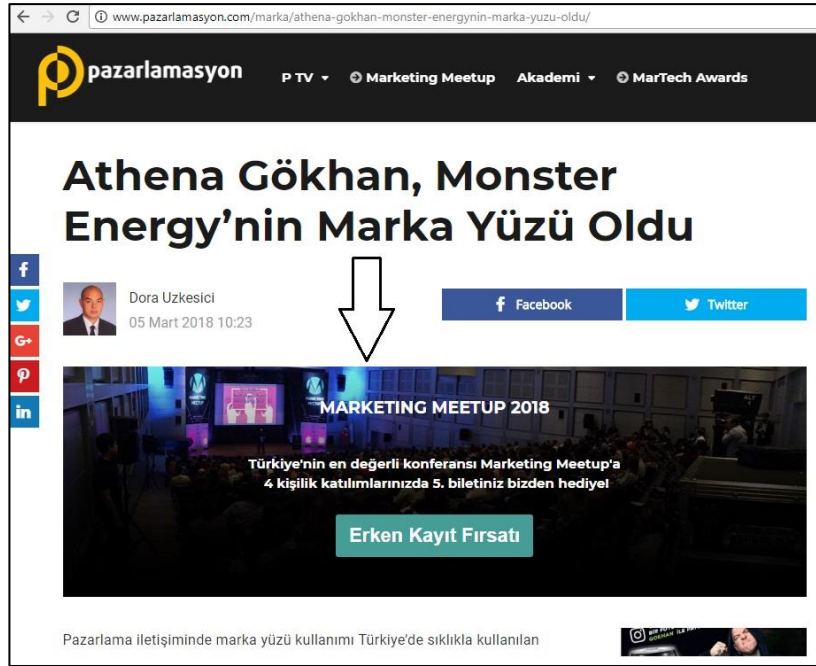 www.pazarlamasyon.com/marka/athena-gokhan-monster-energynin-marka-yuzu-oldu/
pazarlamasyon
P TV
Marketing Meetup
Akademi
MarTech Awards
Athena Gökhan, Monster
Energy’nin Marka Yüzü Oldu
Dora Uzkesici
05 Mart 2018 10:23
Facebook
Twitter
G+
MARKETING MEETUP 2018
Türkiye'nin en değerli konferansı Marketing Meetup'a
4 kişilik katılımlarınızda 5. biletiniz bizden hediye!
Erken Kayıt Fırsatı
Pazarlama iletişiminde marka yüzü kullanımı Türkiye’de sıklıkla kullanılan